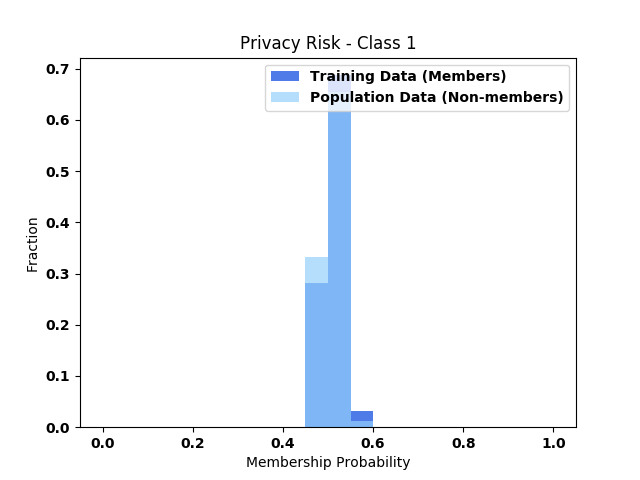 Privacy Risk - Class 1
Training Data (Members)
Population Data (Non-members)
0.7
0.6
0.5
0.4
0.3
0.2
0.1
0.0
Fraction
0.0 0.2 0.4 0.6 0.8 1.0
Membership Probability